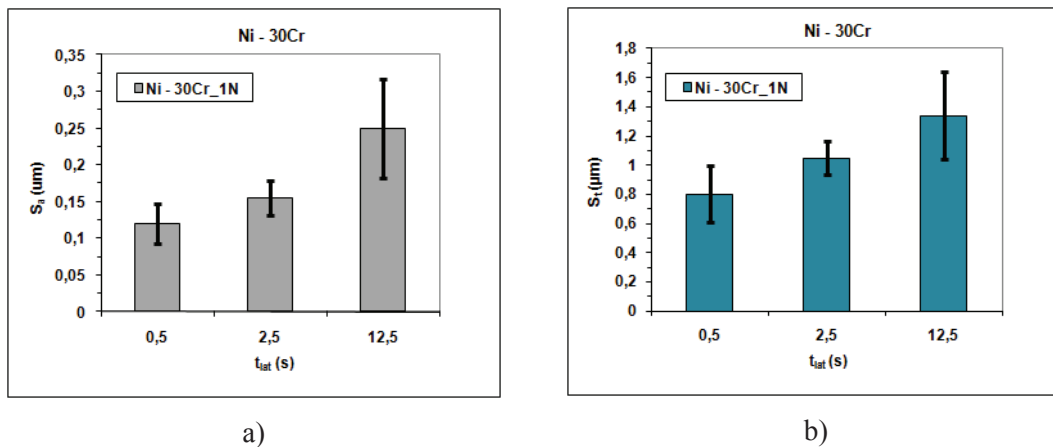 Ni - 30Cr
0,35
0,3
0,25
0,2
0,15
0,1
0,05
0
Sa (um)
Ni - 30Cr_1N
0,5 2,5 12,5
tlat (s)
a)
Ni - 30Cr
1,8
1,6
1,4
1,2
1
0,8
0,6
0,4
0,2
0
St (µm)
Ni - 30Cr_1N
0,5 2,5 12,5
tlat (s)
b)